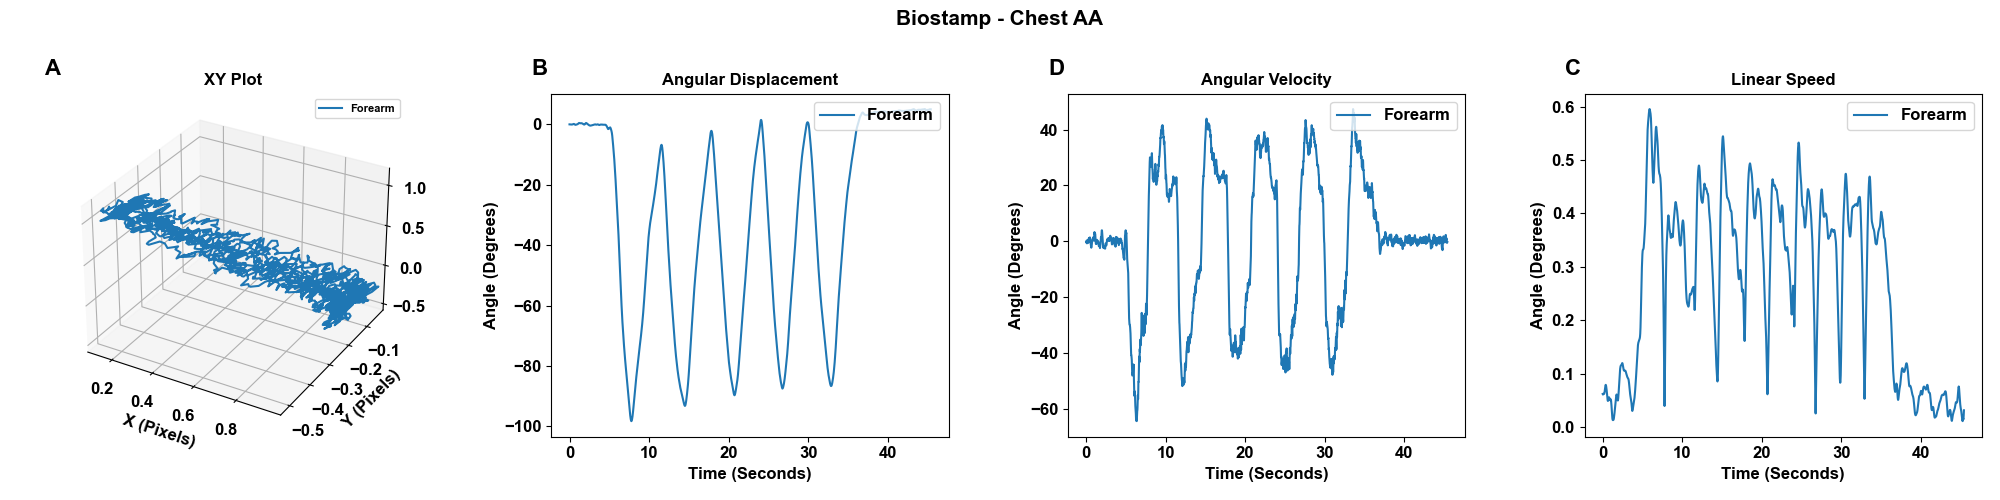 Biostamp - Chest AA
A
XY Plot
Forearm
1.0
0.5
0.0
−0.5
0.2
0.4
0.6
0.8
X (Pixels)
−0.1
−0.2
−0.3
−0.4
−0.5
Y (Pixels)
B
Angular Displacement
Forearm
0
−20
−40
−60
−80
−100
Angle (Degrees)
0
10
20
30
40
Time (Seconds)
D
Angular Velocity
Forearm
40
20
0
−20
−40
−60
Angle (Degrees)
0
10
20
30
40
Time (Seconds)
C
Linear Speed
Forearm
0.6
0.5
0.4
0.3
0.2
0.1
0.0
Angle (Degrees)
0
10
20
30
40
Time (Seconds)